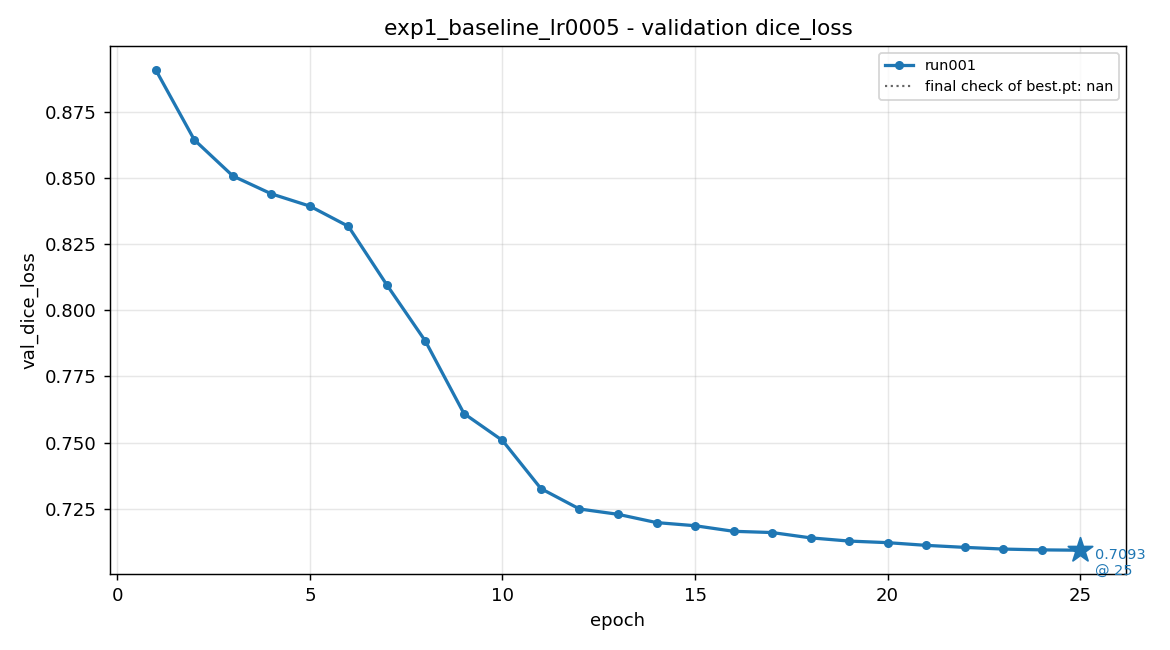 exp1_baseline_lr0005 - validation dice_loss
run001
final check of best.pt: nan
val_dice_loss
0.875
0.850
0.825
0.800
0.775
0.750
0.725
0.7093
@ 25
0 5 10 15 20 25
epoch